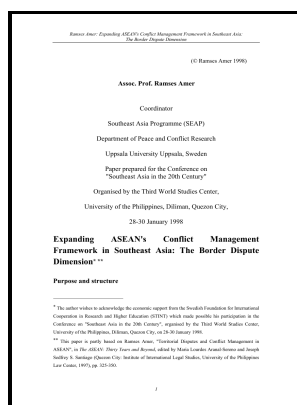 Ramses Amer: Expanding ASEAN's Conflict Management Framework in Southeast Asia:
The Border Dispute Dimension
(© Ramses Amer 1998)
Assoc. Prof. Ramses Amer
Coordinator
Southeast Asia Programme (SEAP)
Department of Peace and Conflict Research
Uppsala University Uppsala, Sweden
Paper prepared for the Conference on
"Southeast Asia in the 20th Century"
Organised by the Third World Studies Center,
University of the Philippines, Diliman, Quezon City,
28-30 January 1998
Expanding ASEAN's Conflict Management
Framework in Southeast Asia: The Border Dispute
Dimension* **
Purpose and structure
* The author wishes to acknowledge the economic support from the Swedish Foundation for International
Cooperation in Research and Higher Education (STINT) which made possible his participation in the
Conference on "Southeast Asia in the 20th Century", organised by the Third World Studies Center,
University of the Philippines, Diliman, Quezon City, on 28-30 January 1998.
** This paper is partly based on Ramses Amer, "Territorial Disputes and Conflict Management in
ASEAN", in The ASEAN: Thirty Years and Beyond, edited by Maria Lourdes Aranal-Sereno and Joseph
Sedfrey S. Santiago (Quezon City: Institute of International Legal Studies, University of the Philippines
Law Center, 1997), pp. 325-350.
1